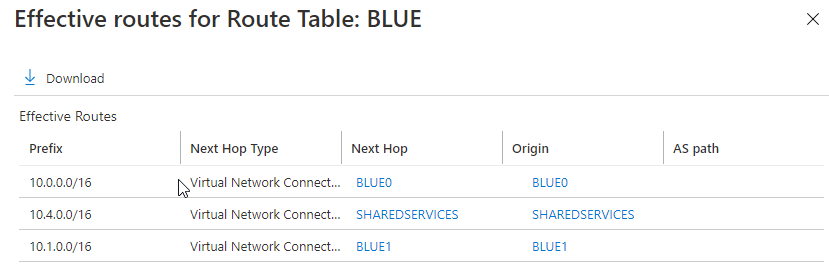 Effective routes for Route Table: BLUE
Download
Effective Routes
Prefix Next Hop Type Next Hop Origin AS path
10.0.0.0/16 Virtual Network Connect... BLUE0 BLUE0
10.4.0.0/16 Virtual Network Connect... SHAREDSERVICES SHAREDSERVICES
10.1.0.0/16 Virtual Network Connect... BLUE1 BLUE1